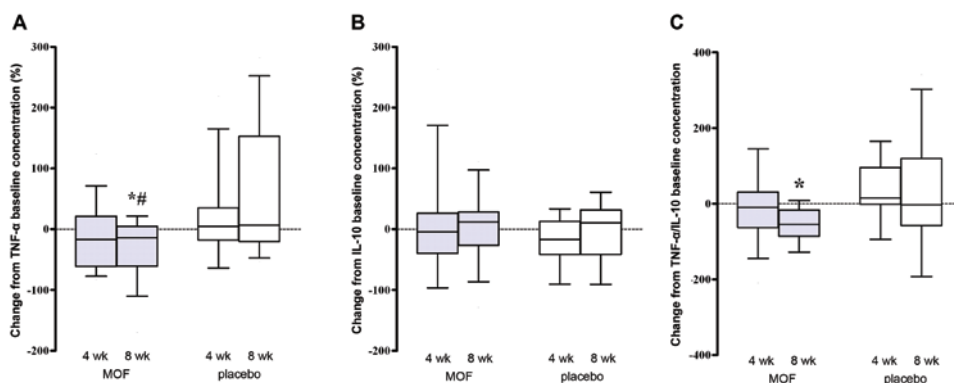 A
Change from TNF-α baseline concentration (%)
300
200
100
0
-100
-200
*#
4 wk 8 wk 4 wk 8 wk
MOF placebo
B
Change from IL-10 baseline concentration (%)
300
200
100
0
-100
-200
4 wk 8 wk 4 wk 8 wk
MOF placebo
C
Change from TNF-α/IL-10 baseline concentration
400
200
0
-200
-400
*
4 wk 8 wk 4 wk 8 wk
MOF placebo